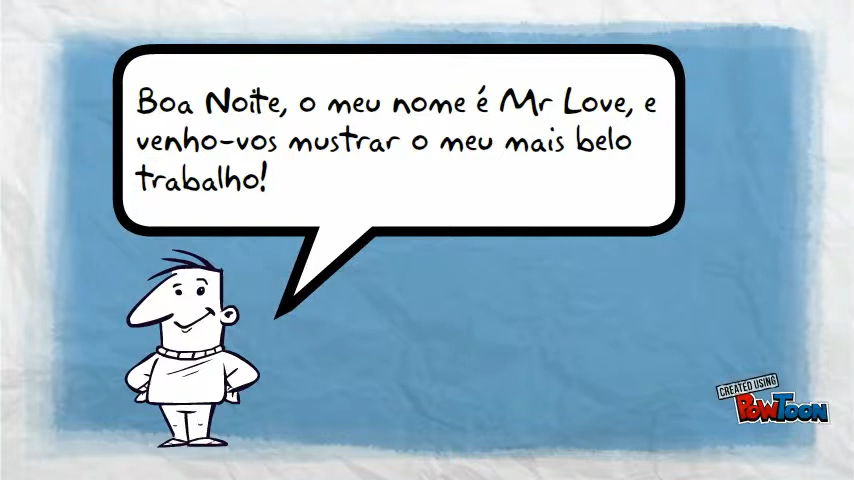 Boa Noite, o meu nome é Mr Love, e
venho-vos mustrar o meu mais belo
trabalho!
CREATED USING
POWTOON